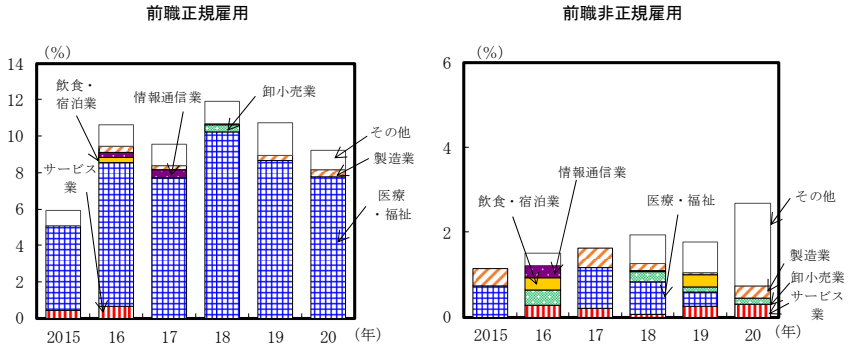 前職正規雇用
(%)
14
12
10
8
6
4
2
0
飲食・
宿泊業
情報通信業
卸小売業
サービス
業
その他
製造業
医療
・福祉
2015
16
17
18
19
20
(年)
前職非正規雇用
(%)
6
4
2
0
飲食・宿泊業
情報通信業
医療・福祉
その他
製造業
卸小売業
サービス
業
2015
16
17
18
19
20
(年)